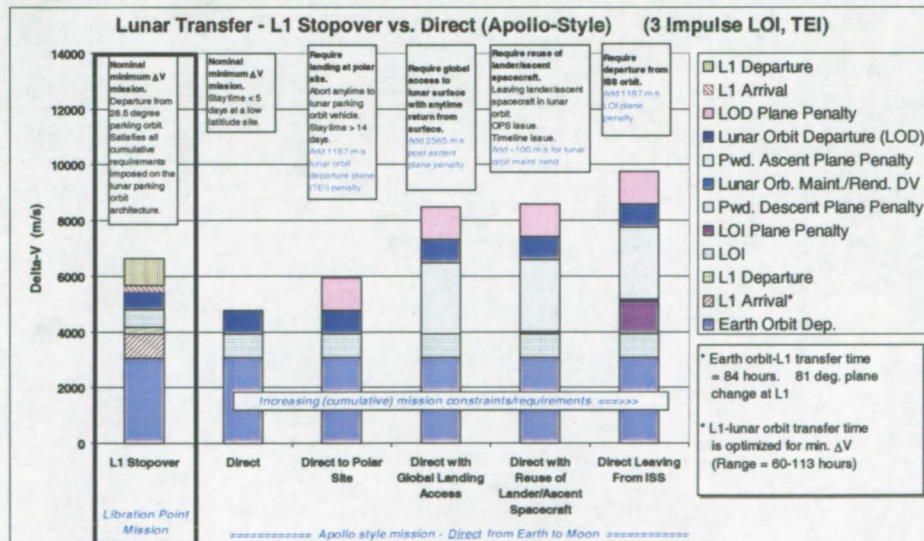 Lunar Transfer - L1 Stopover vs. Direct (Apollo-Style) (3 Impulse LOI, TEI)
Delta-V (m/s)
14000
12000
10000
8000
6000
4000
2000
0
Nominal
minimum ΔV
mission.
Departure from
28.5 degree
parking orbit.
Satisfies all
cumulative
requirements
imposed on the
lunar parking
orbit
architecture.
Nominal
minimum ΔV
mission.
Stay time < 5
days at a low
latitude site.
Require
landing at polar
site.
Abort anytime to
lunar parking
orbit vehicle.
Stay time > 14
days.
Add 1167 m/s
lunar orbit
departure plane
(TEI) penalty
Require global
access to
lunar surface
with anytime
return from
surface.
Add 2565 m/s
post ascent
plane penalty
Require reuse of
lander/ascent
spacecraft.
Leaving lander/ascent
spacecraft in lunar
orbit.
OPS issue.
Timeline issue.
Add ~100 m/s for lunar
orbit maint/rend
Require
departure from
ISS orbit.
Add 1167 m/s
LOI plane
penalty
Increasing (cumulative) mission constraints/requirements ===>>>
L1 Stopover
Direct
Direct to Polar
Site
Direct with
Global Landing
Access
Direct with
Reuse of
Lander/Ascent
Spacecraft
Direct Leaving
From ISS
Libration Point
Mission
============ Apollo style mission - Direct from Earth to Moon ============
L1 Departure
L1 Arrival
LOD Plane Penalty
Lunar Orbit Departure (LOD)
Pwd. Ascent Plane Penalty
Lunar Orb. Maint./Rend. DV
Pwd. Descent Plane Penalty
LOI Plane Penalty
LOI
L1 Departure
L1 Arrival*
Earth Orbit Dep.
* Earth orbit-L1 transfer time
= 84 hours. 81 deg. plane
change at L1
* L1-lunar orbit transfer time
is optimized for min. ΔV
(Range = 60-113 hours)